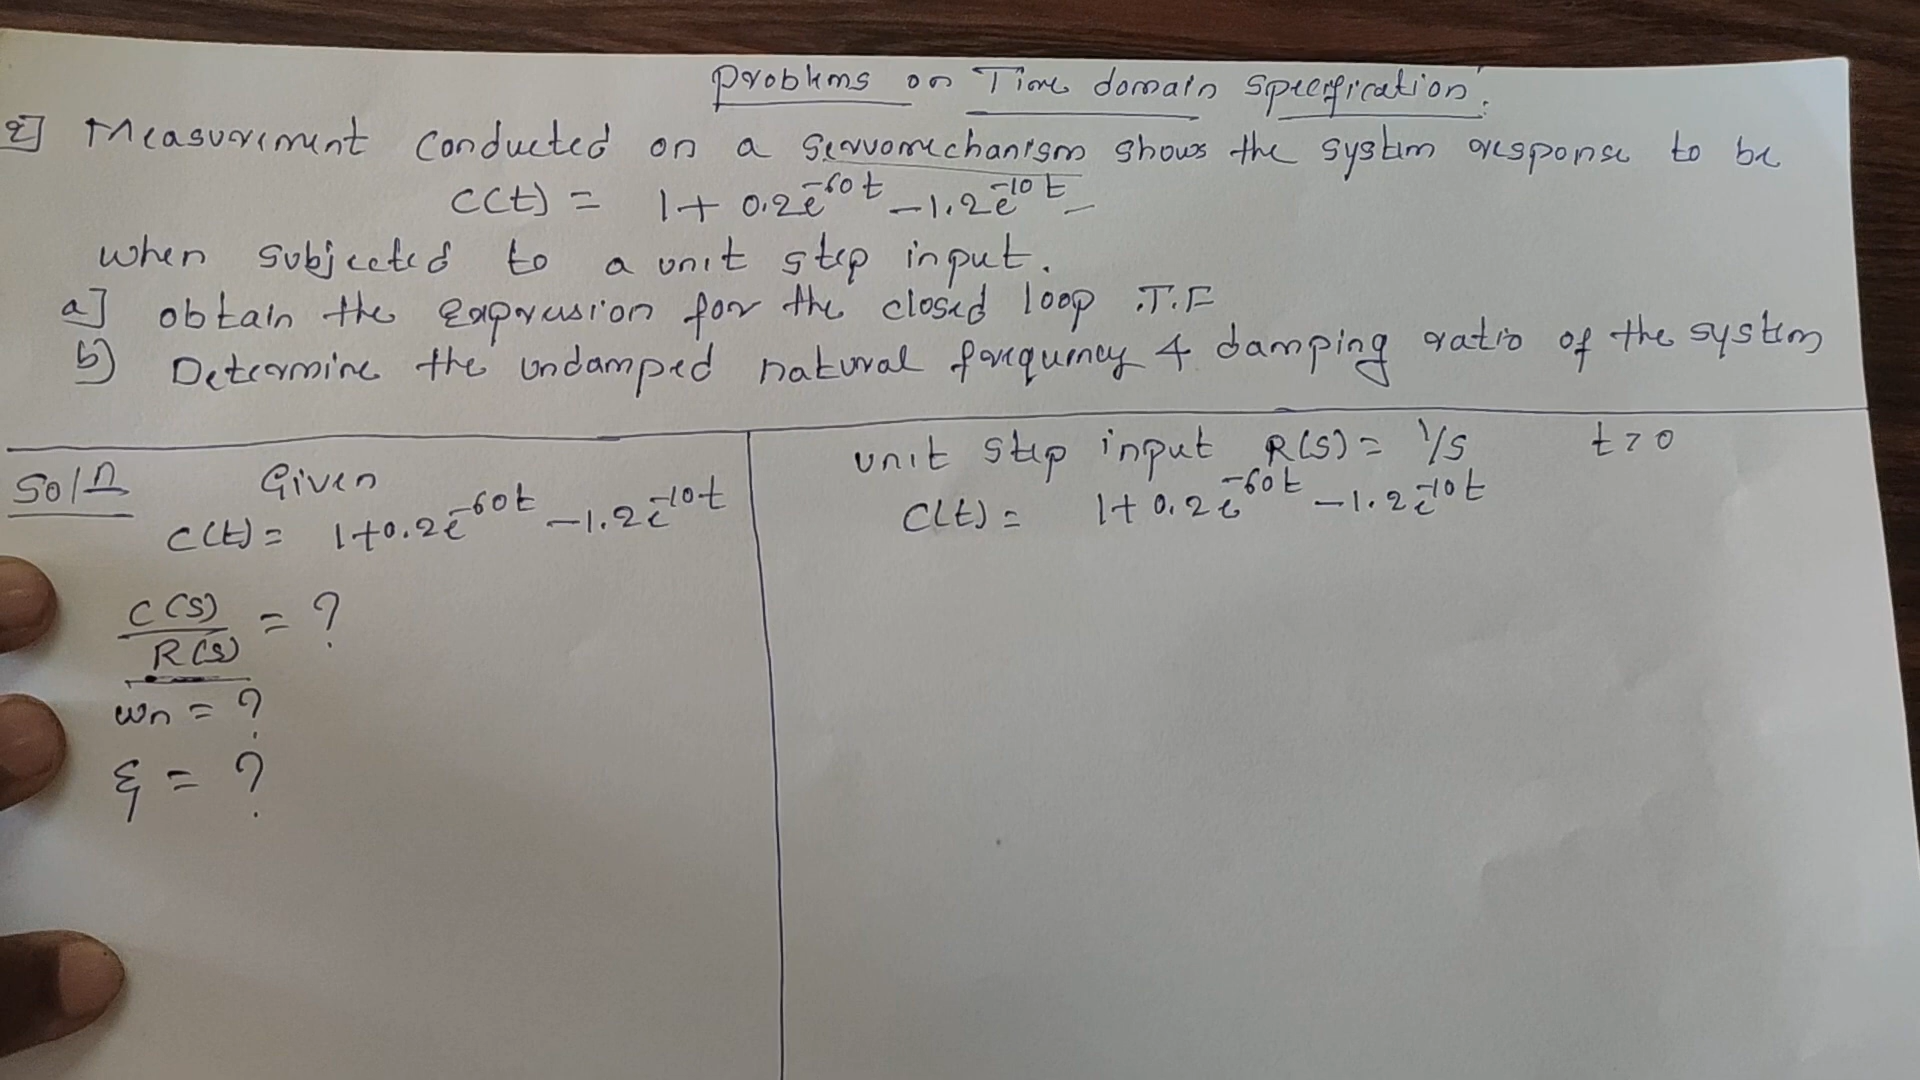 Problems on Time domain Specification.
Q] Measurement conducted on a servomechanism shows the system response to be
C(t) = 1 + 0.2e^-60t - 1.2e^-10t
when subjected to a unit step input.
a] obtain the expression for the closed loop .T.F
b) Determine the undamped natural frequency & damping ratio of the system
Soln Given
C(t) = 1+0.2e^-60t - 1.2e^-10t
C(s)/R(s) = ?
ωn = ?
ξ = ?
unit step input R(s) = 1/s t>0
C(t) = 1+0.2e^-60t - 1.2e^-10t